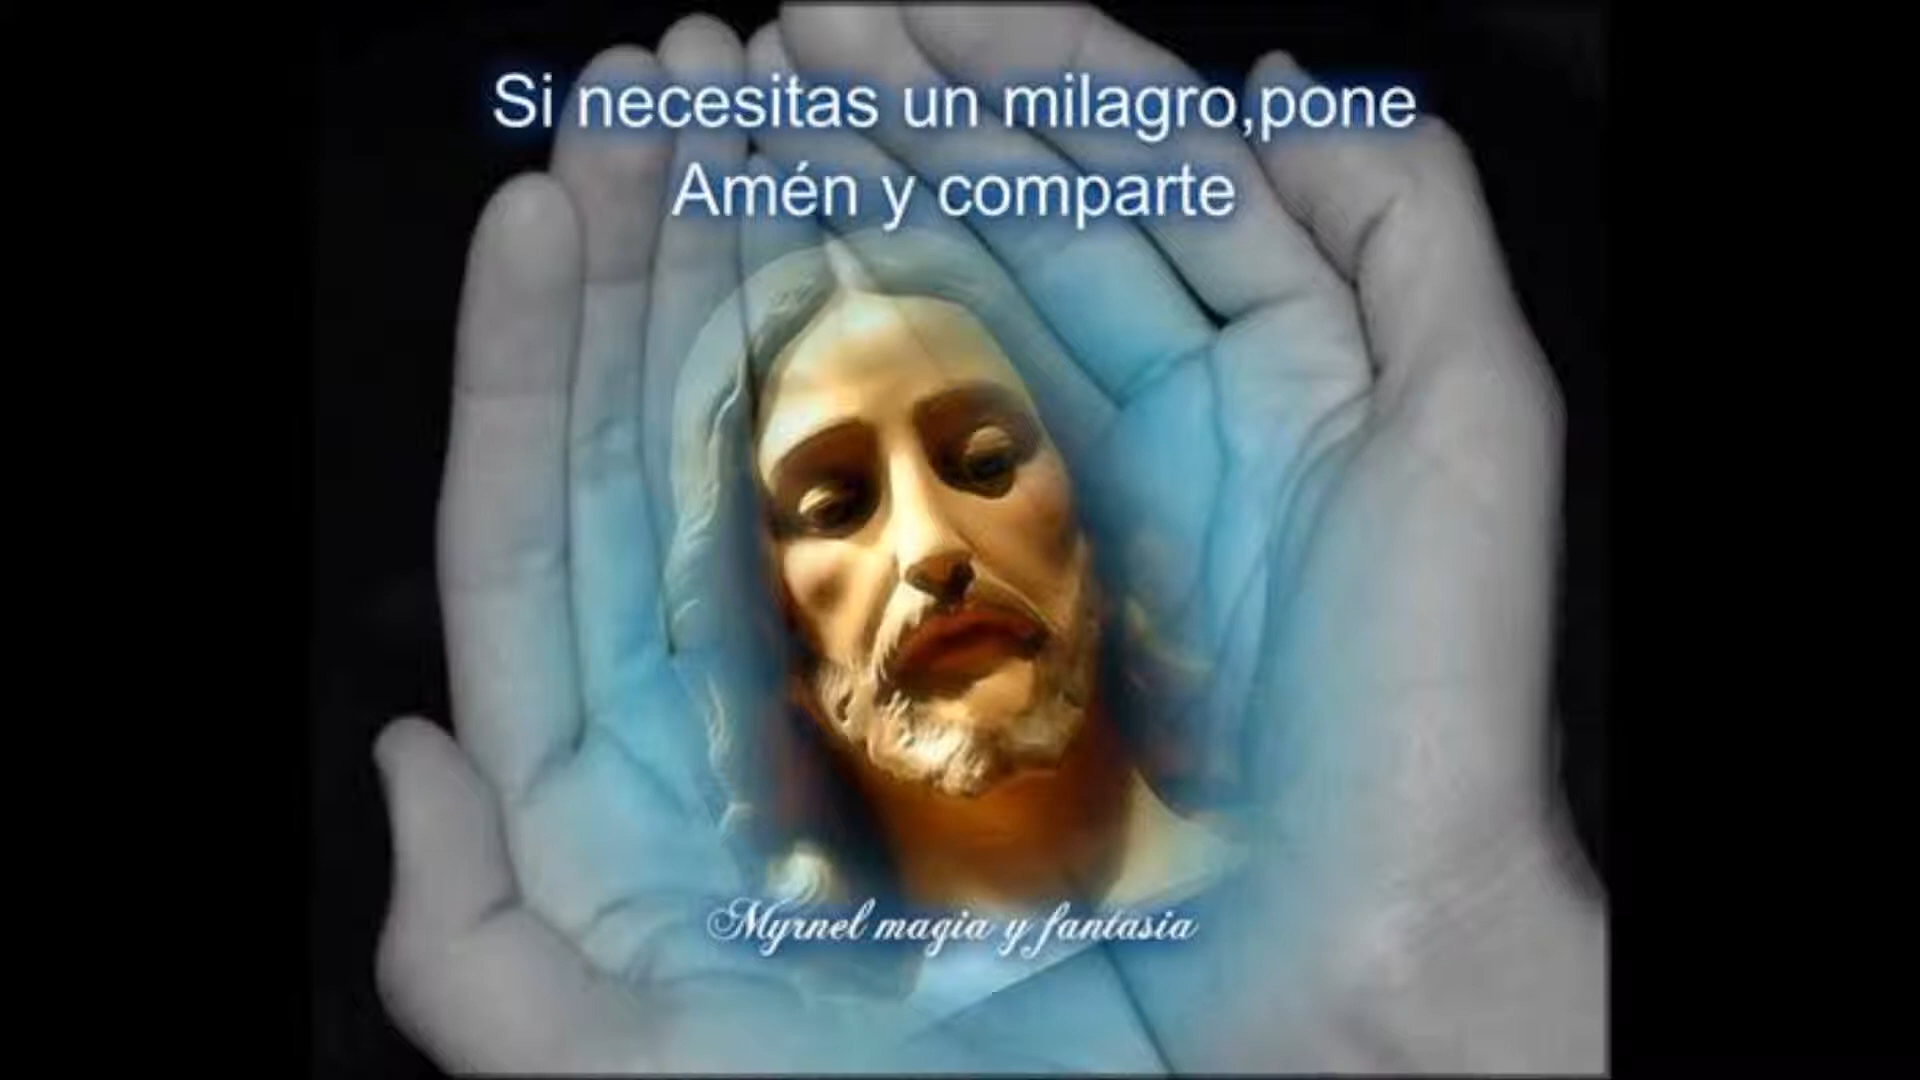 Si necesitas un milagro,pone
Amén y comparte
Myrnel magia y fantasia